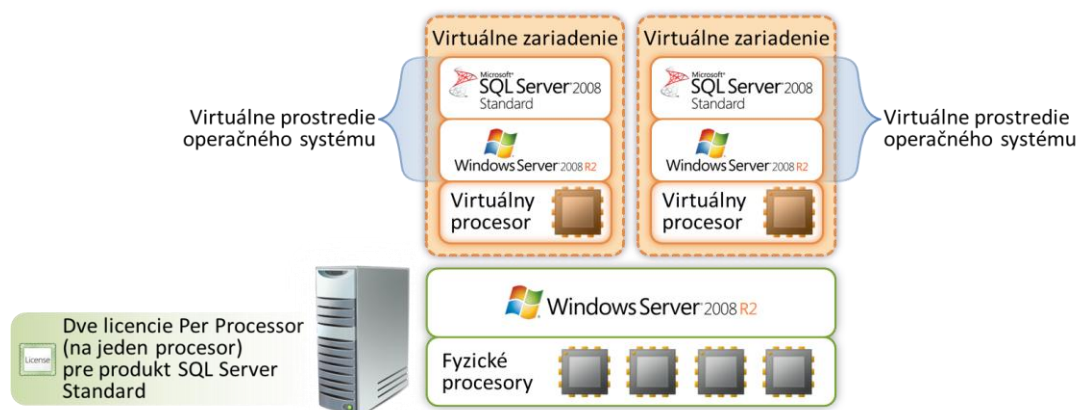 Virtuálne zariadenie
Virtuálne zariadenie
Microsoft®
SQL Server® 2008
Standard
Microsoft®
SQL Server® 2008
Standard
Virtuálne prostredie
operačného systému
Virtuálne prostredie
operačného systému
Windows Server® 2008 R2
Windows Server® 2008 R2
Virtuálny
procesor
Virtuálny
procesor
Windows Server® 2008 R2
Dve licencie Per Processor
(na jeden procesor)
pre produkt SQL Server
Standard
License
Fyzické
procesory